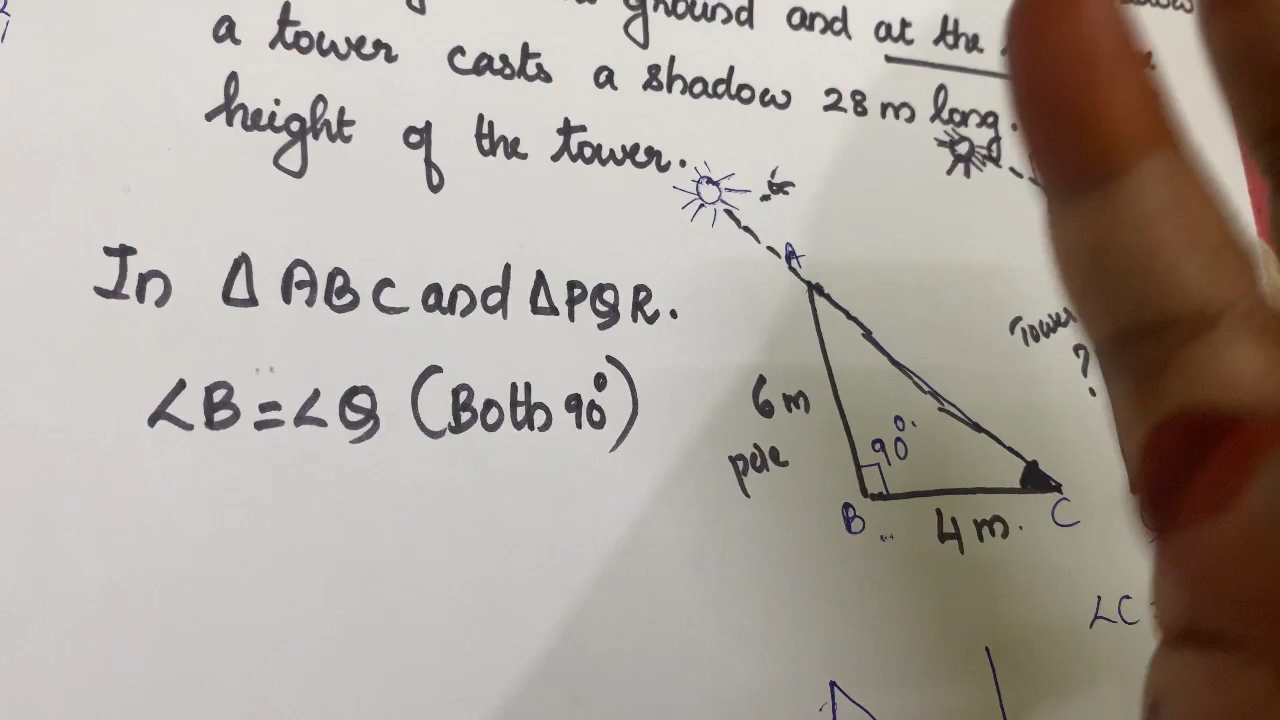 ground and at the
a tower casts a shadow 28 m long.
height of the tower.
In Δ ABC and ΔPQR.
∠B = ∠Q (Both 90°)
A
6 m
pole
90°
B
4 m.
C
Tower
?
∠C